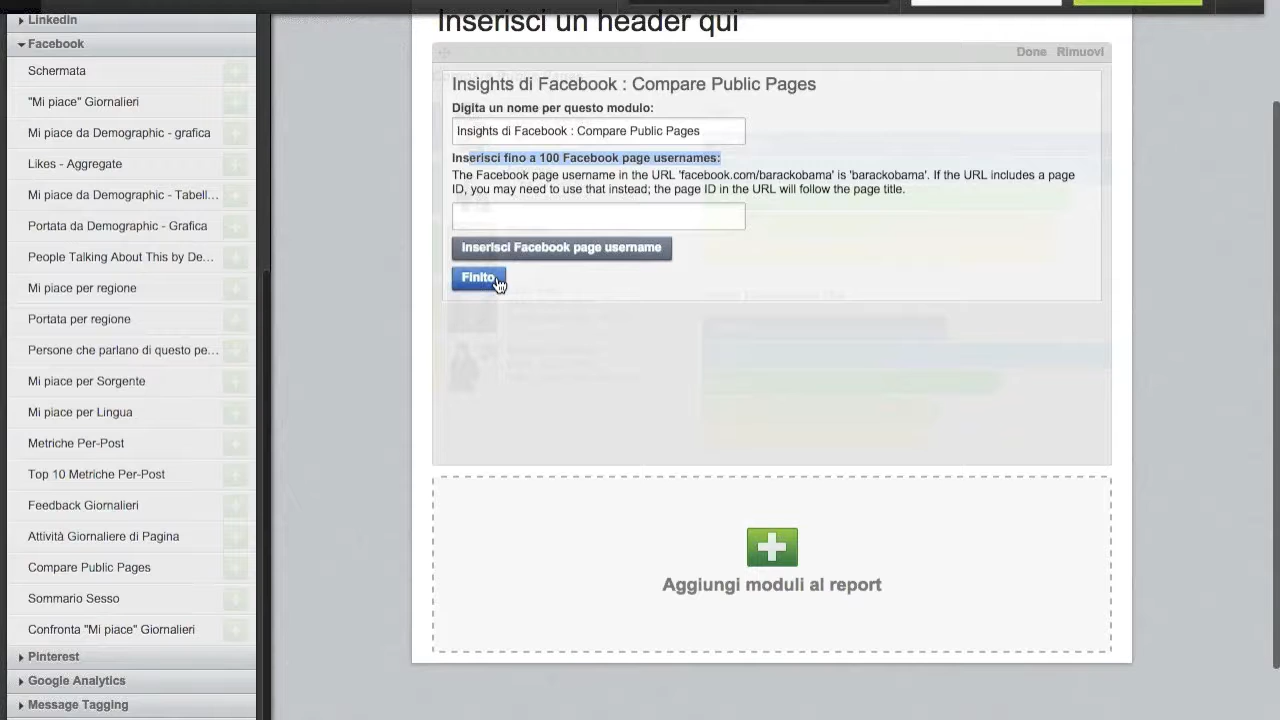 LinkedIn
Facebook
Schermata
"Mi piace" Giornalieri
Mi piace da Demographic - grafica
Likes - Aggregate
Mi piace da Demographic - Tabell...
Portata da Demographic - Grafica
People Talking About This by De...
Mi piace per regione
Portata per regione
Persone che parlano di questo pe...
Mi piace per Sorgente
Mi piace per Lingua
Metriche Per-Post
Top 10 Metriche Per-Post
Feedback Giornalieri
Attività Giornaliere di Pagina
Compare Public Pages
Sommario Sesso
Confronta "Mi piace" Giornalieri
Pinterest
Google Analytics
Message Tagging
Inserisci un header qui
Done Rimuovi
Insights di Facebook : Compare Public Pages
Digita un nome per questo modulo:
Insights di Facebook : Compare Public Pages
Inserisci fino a 100 Facebook page usernames:
The Facebook page username in the URL 'facebook.com/barackobama' is 'barackobama'. If the URL includes a page
ID, you may need to use that instead; the page ID in the URL will follow the page title.
Inserisci Facebook page username
Finito
Aggiungi moduli al report